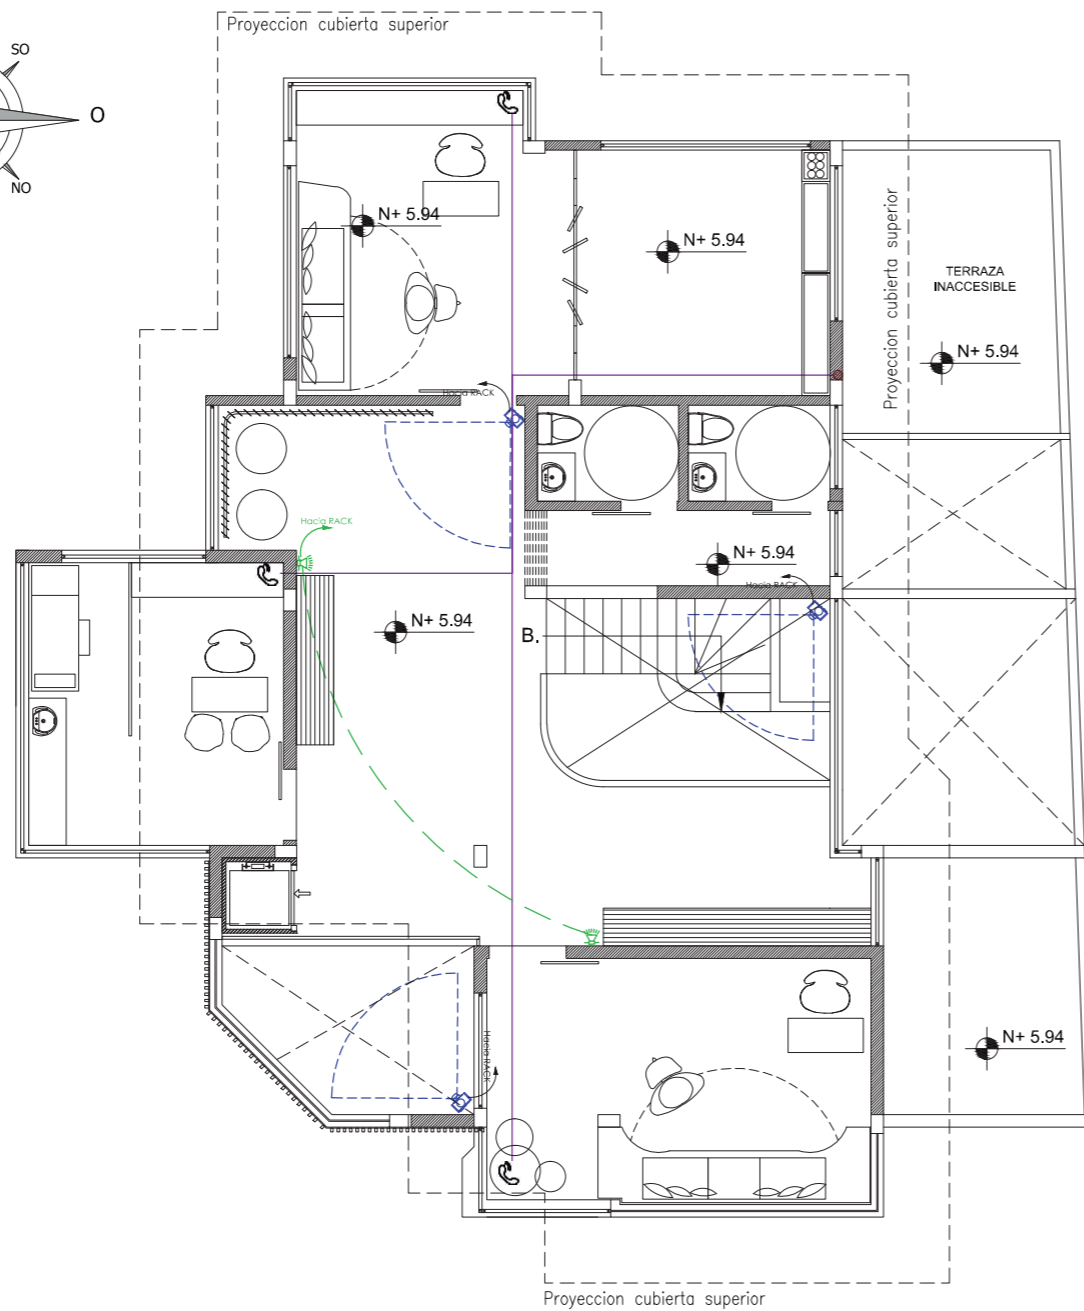 Proyeccion cubierta superior
SO
O
NO
N+ 5.94
N+ 5.94
Proyeccion cubierta superior
TERRAZA
INACCESIBLE
N+ 5.94
Hacia RACK
Hacia RACK
N+ 5.94
Hacia RACK
N+ 5.94
B.
Hacia RACK
N+ 5.94
Proyeccion cubierta superior